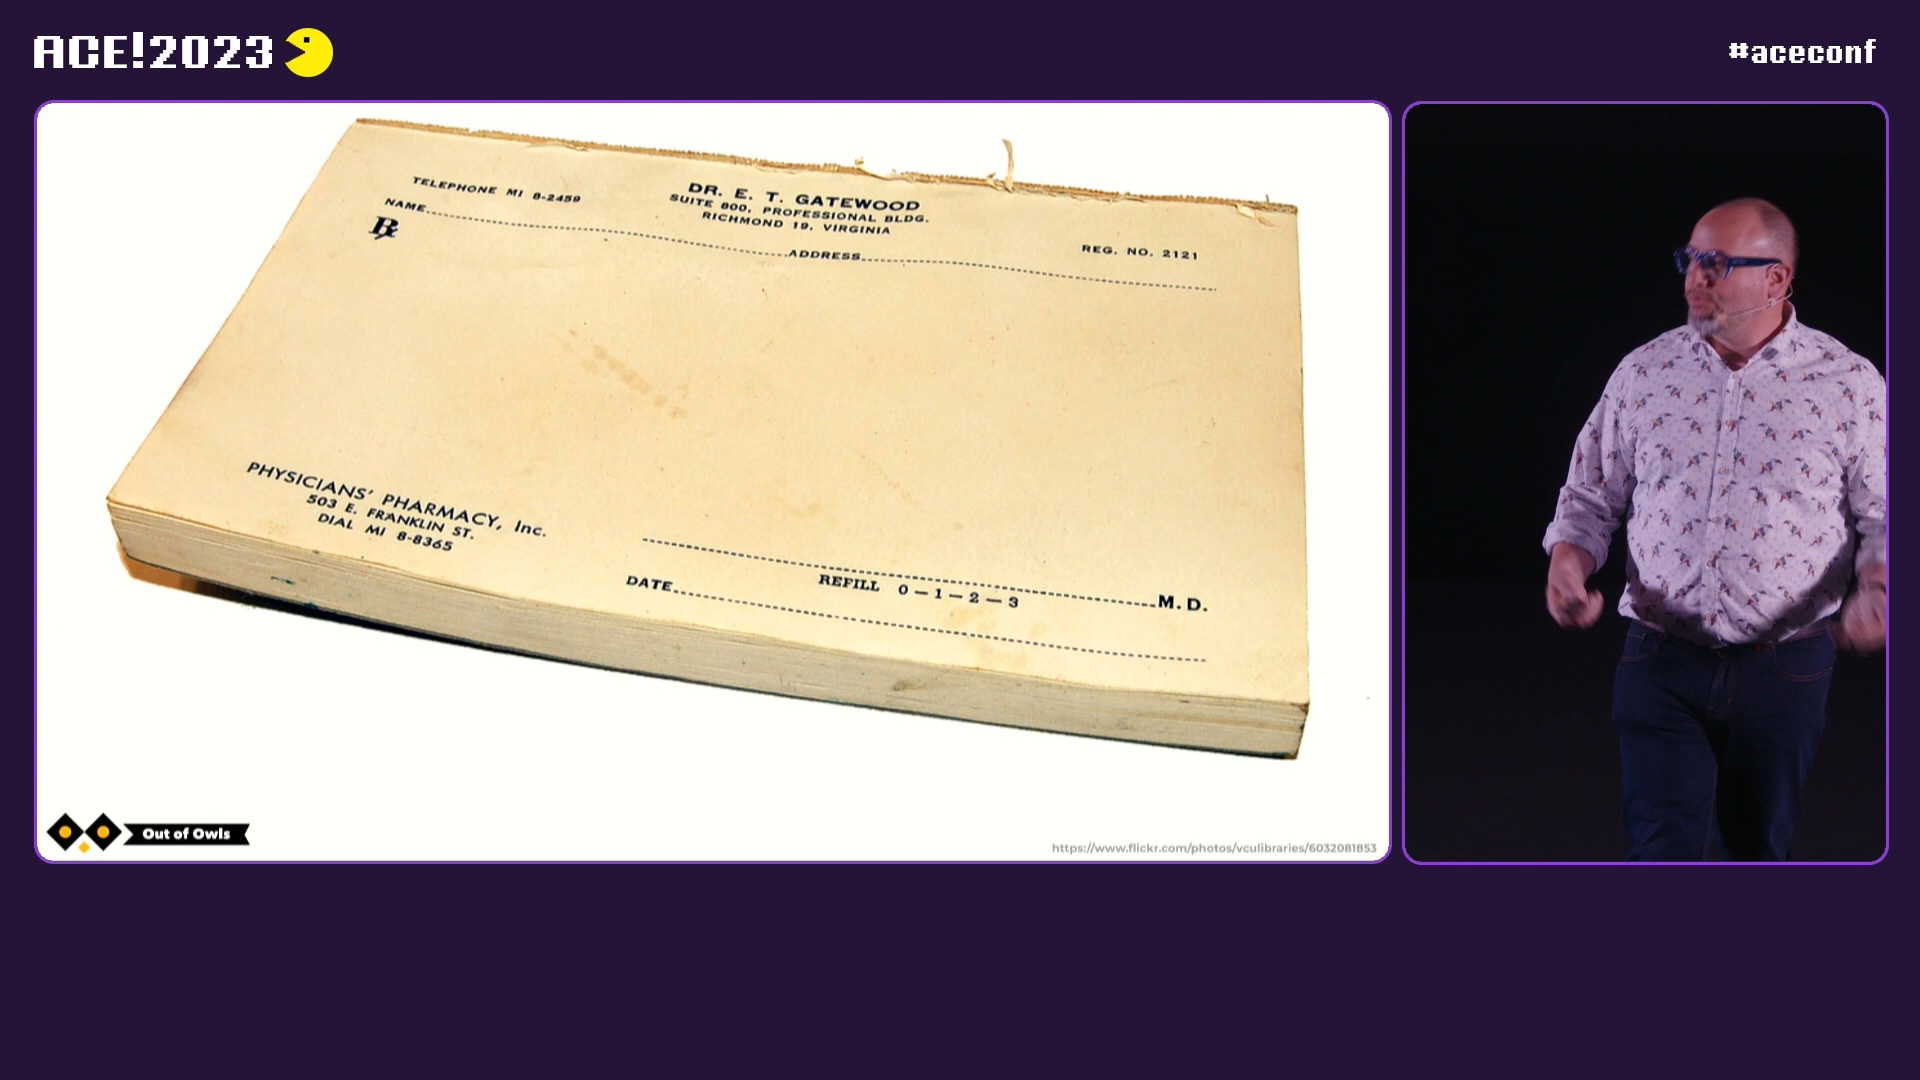 ACE!2023
#aceconf
TELEPHONE MI 8-2459
DR. E. T. GATEWOOD
SUITE 800, PROFESSIONAL BLDG.
RICHMOND 19, VIRGINIA
REG. NO. 2121
NAME
ADDRESS
Rx
PHYSICIANS' PHARMACY, Inc.
503 E. FRANKLIN ST.
DIAL MI 8-8365
M. D.
REFILL 0 — 1 — 2 — 3
DATE
Out of Owls
https://www.flickr.com/photos/vculibraries/6032081853